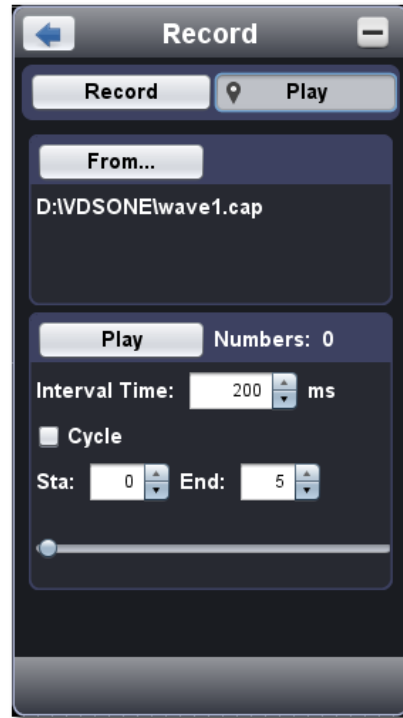 Record
Record Play
From...
D:\VDSONE\wave1.cap
Play Numbers: 0
Interval Time: 200 ms
Cycle
Sta: 0 End: 5